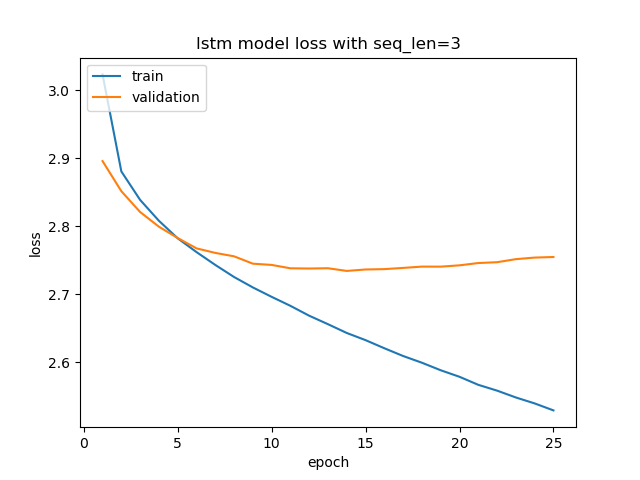 lstm model loss with seq_len=3
train
validation
3.0
2.9
2.8
2.7
2.6
loss
0
5
10
15
20
25
epoch